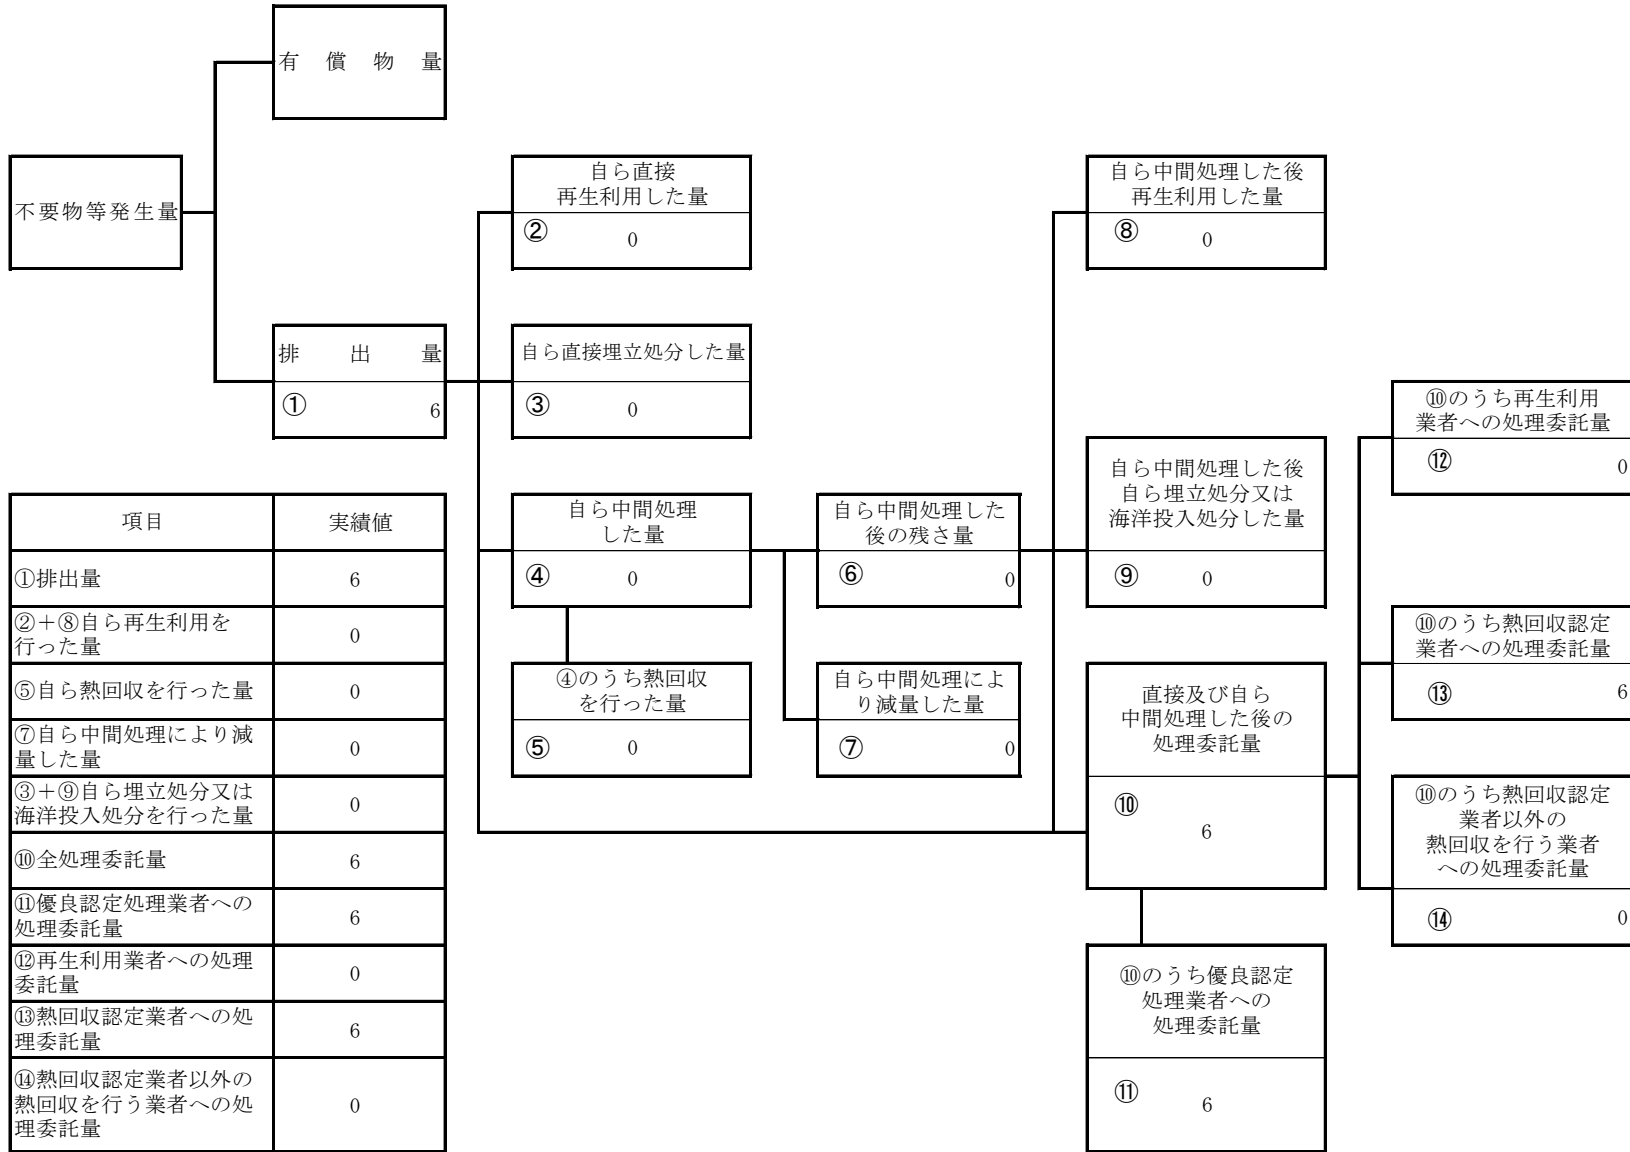 有償物量
不要物等発生量
自ら直接
再生利用した量
②
0
自ら中間処理した後
再生利用した量
⑧
0
排出量
①
6
自ら直接埋立処分した量
③
0
⑩のうち再生利用
業者への処理委託量
⑫
0
自ら中間処理した後
自ら埋立処分又は
海洋投入処分した量
⑨
0
自ら中間処理
した量
④
0
自ら中間処理した
後の残さ量
⑥
0
⑩のうち熱回収認定
業者への処理委託量
⑬
6
④のうち熱回収
を行った量
⑤
0
自ら中間処理によ
り減量した量
⑦
0
直接及び自ら
中間処理した後の
処理委託量
⑩
6
⑩のうち熱回収認定
業者以外の
熱回収を行う業者
への処理委託量
⑭
0
⑩のうち優良認定
処理業者への
処理委託量
⑪
6
項目
実績値
①排出量
6
②+⑧自ら再生利用を
行った量
0
⑤自ら熱回収を行った量
0
⑦自ら中間処理により減
量した量
0
③+⑨自ら埋立処分又は
海洋投入処分を行った量
0
⑩全処理委託量
6
⑪優良認定処理業者への
処理委託量
6
⑫再生利用業者への処理
委託量
0
⑬熱回収認定業者への処
理委託量
6
⑭熱回収認定業者以外の
熱回収を行う業者への処
理委託量
0